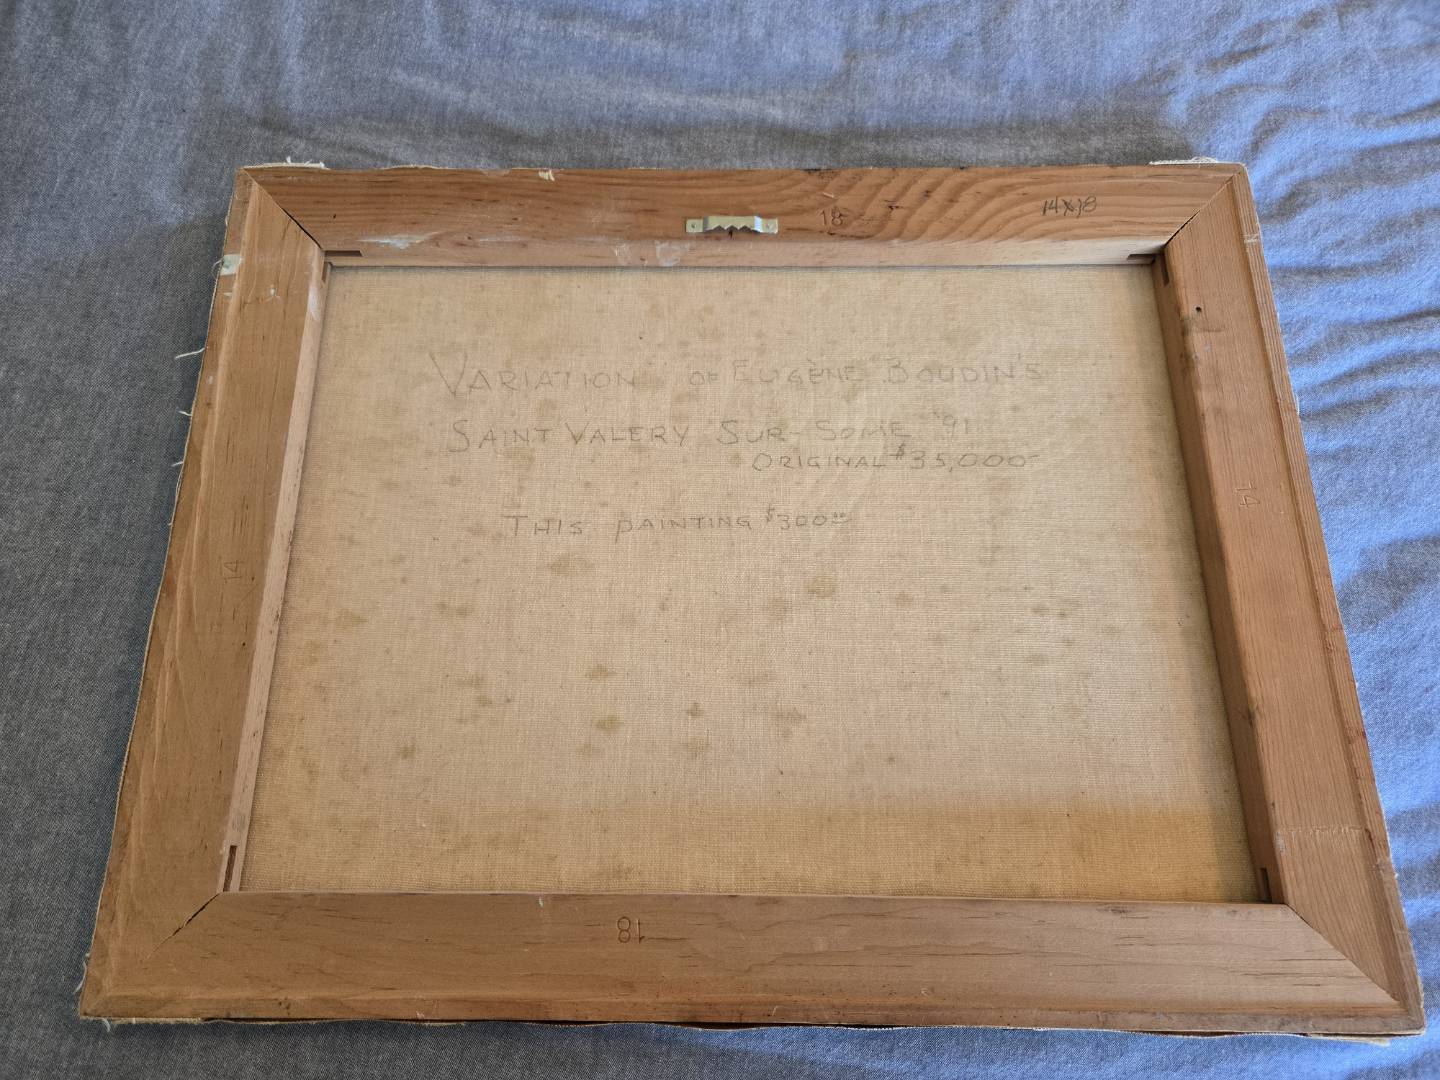 18
14X18
VARIATION OF EUGÈNE BOUDIN'S
SAINT VALERY SUR-SOME '91
ORIGINAL $35,000-
THIS PAINTING $300⁰⁰
14
14
18